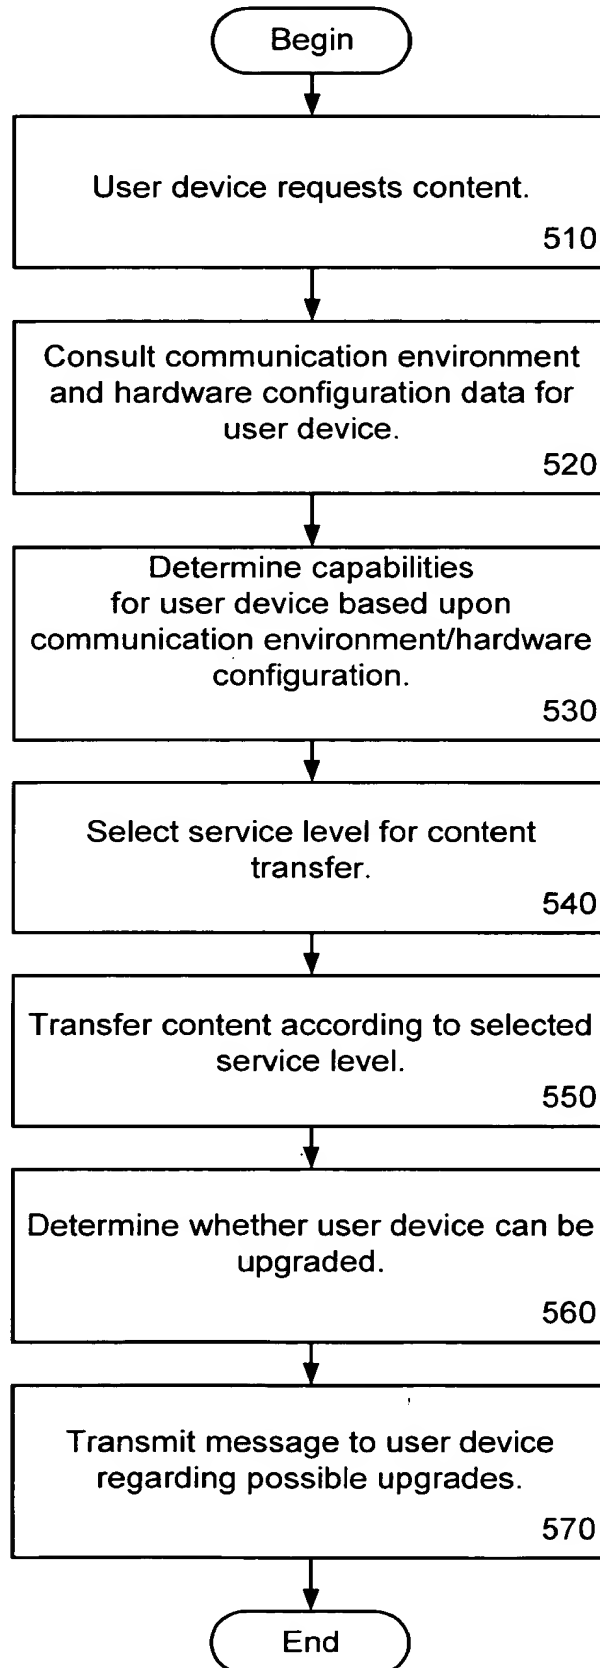 Begin
User device requests content.
510
Consult communication environment
and hardware configuration data for
user device.
520
Determine capabilities
for user device based upon
communication environment/hardware
configuration.
530
Select service level for content
transfer.
540
Transfer content according to selected
service level.
550
Determine whether user device can be
upgraded.
560
Transmit message to user device
regarding possible upgrades.
570
End